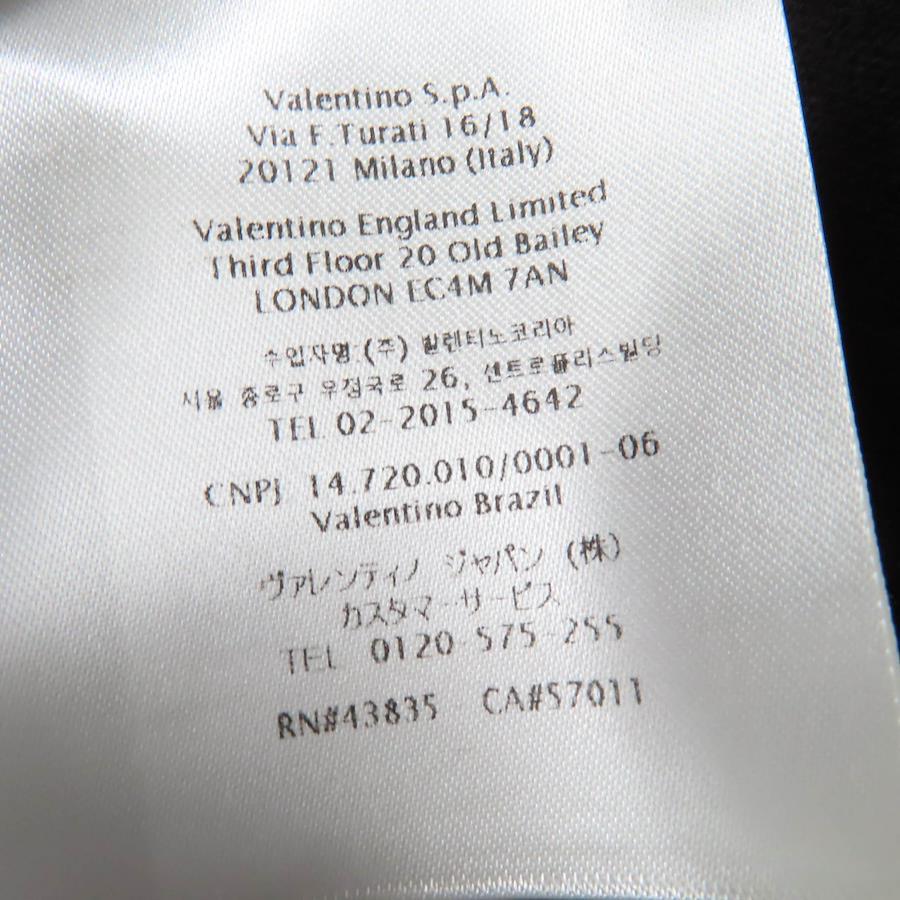 Valentino S.p.A.
Via F.Turati 16/18
20121 Milano (Italy)
Valentino England Limited
Third Floor 20 Old Bailey
LONDON EC4M 7AN
수입자명 (주) 발렌티노코리아
서울 종로구 우정국로 26, 센트로폴리스빌딩
TEL 02-2015-4642
CNPJ 14.720.010/0001-06
Valentino Brazil
ヴァレンティノ ジャパン (株)
カスタマーサービス
TEL 0120-575-255
RN#43835 CA#57011